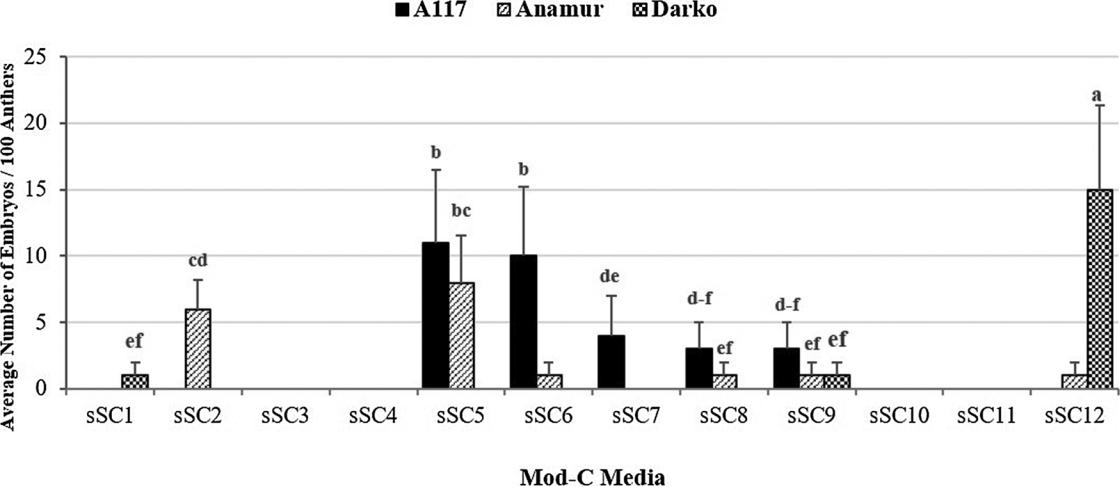 A117 Anamur Darko
Average Number of Embryos / 100 Anthers
25
20
15
10
5
0
a
b
b
bc
cd
de
d-f
d-f
ef
ef
ef
ef
sSC1 sSC2 sSC3 sSC4 sSC5 sSC6 sSC7 sSC8 sSC9 sSC10 sSC11 sSC12
Mod-C Media